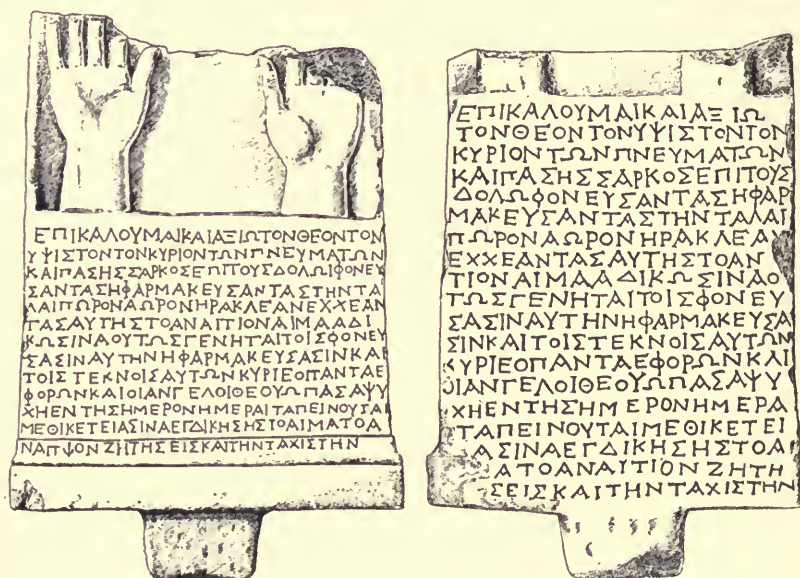 ΕΠΙΚΑΛΟΥΜΑΙΚΑΙΑΞΙΩΤΟΝΘΕΟΝΤΟΝ
ΥΨΙΣΤΟΝΤΟΝΚΥΡΙΟΝΤΩΝΠΝΕΥΜΑΤΩΝ
ΚΑΙΠΑΣΗΣΣΑΡΚΟΣΕΠΙΤΟΥΣΔΟΛΩΙΦΟΝΕΥ
ΣΑΝΤΑΣΗΦΑΡΜΑΚΕΥΣΑΝΤΑΣΤΗΝΤΑ
ΛΑΙΠΩΡΟΝΑΩΡΟΝΗΡΑΚΛΕΑΝΕΧΧΕΑΝ
ΤΑΣΑΥΤΗΣΤΟΑΝΑΙΤΙΟΝΑΙΜΑΑΔΙ
ΚΩΣΙΝΑΟΥΤΩΣΓΕΝΗΤΑΙΤΟΙΣΦΟΝΕΥ
ΣΑΣΙΝΑΥΤΗΝΗΦΑΡΜΑΚΕΥΣΑΣΙΝΚΑΙ
ΤΟΙΣΤΕΚΝΟΙΣΑΥΤΩΝΚΥΡΙΕΟΠΑΝΤΑΕ
ΦΟΡΩΝΚΑΙΟΙΑΝΓΕΛΟΙΘΕΟΥΩΠΑΣΑΨΥ
ΧΗΕΝΤΗΣΗΜΕΡΟΝΗΜΕΡΑΙΤΑΠΕΙΝΟΥΤΑΙ
ΜΕΘΙΚΕΤΕΙΑΣΙΝΑΕΓΔΙΚΗΣΗΣΤΟΑΙΜΑΤΟΑ
ΝΑΙΤΙΟΝΖΗΤΗΣΕΙΣΚΑΙΤΗΝΤΑΧΙΣΤΗΝ
ΕΠΙΚΑΛΟΥΜΑΙΚΑΙΑΞΙΩ
ΤΟΝΘΕΟΝΤΟΝΥΨΙΣΤΟΝΤΟΝ
ΚΥΡΙΟΝΤΩΝΠΝΕΥΜΑΤΩΝ
ΚΑΙΠΑΣΗΣΣΑΡΚΟΣΕΠΙΤΟΥΣ
ΔΟΛΩΦΟΝΕΥΣΑΝΤΑΣΗΦΑΡ
ΜΑΚΕΥΣΑΝΤΑΣΤΗΝΤΑΛΑΙ
ΠΩΡΟΝΑΩΡΟΝΗΡΑΚΛΕΑΝ
ΕΧΧΕΑΝΤΑΣΑΥΤΗΣΤΟΑΝ
ΤΙΟΝΑΙΜΑΑΔΙΚΩΣΙΝΑΟ
ΤΩΣΓΕΝΗΤΑΙΤΟΙΣΦΟΝΕΥ
ΣΑΣΙΝΑΥΤΗΝΗΦΑΡΜΑΚΕΥΣΑ
ΣΙΝΚΑΙΤΟΙΣΤΕΚΝΟΙΣΑΥΤΩΝ
ΚΥΡΙΕΟΠΑΝΤΑΕΦΟΡΩΝΚΑΙ
ΟΙΑΝΓΕΛΟΙΘΕΟΥΩΠΑΣΑΨΥ
ΧΗΕΝΤΗΣΗΜΕΡΟΝΗΜΕΡΑ
ΤΑΠΕΙΝΟΥΤΑΙΜΕΘΙΚΕΤΕΙ
ΑΣΙΝΑΕΓΔΙΚΗΣΗΣΤΟΑ
ΑΤΟΑΝΑΙΤΙΟΝΖΗΤΗ
ΣΕΙΣΚΑΙΤΗΝΤΑΧΙΣΤΗΝ